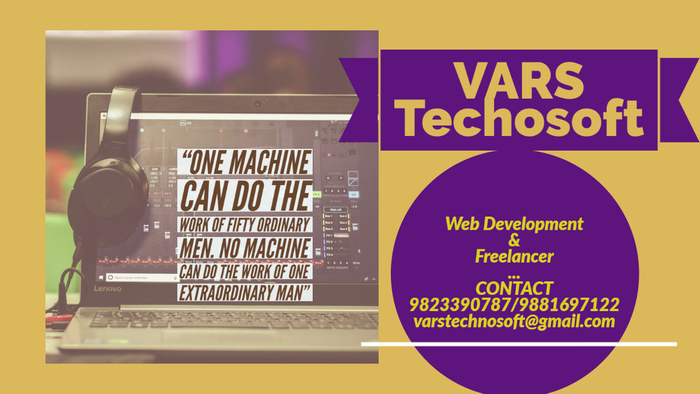 “ONE MACHINE
CAN DO THE
WORK OF FIFTY ORDINARY
MEN. NO MACHINE
CAN DO THE WORK OF ONE
EXTRAORDINARY MAN”
Lenovo
VARS
Techosoft
Web Development
&
Freelancer
...
CONTACT
9823390787/9881697122
varstechnosoft@gmail.com